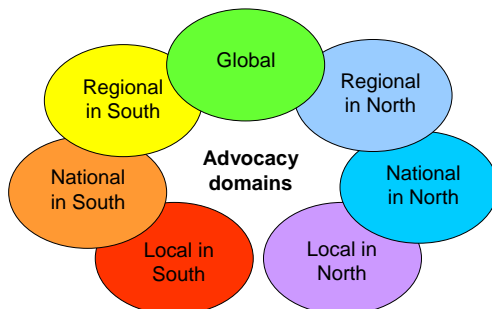 Global
Regional
in South
Regional
in North
Advocacy
domains
National
in South
National
in North
Local in
South
Local in
North